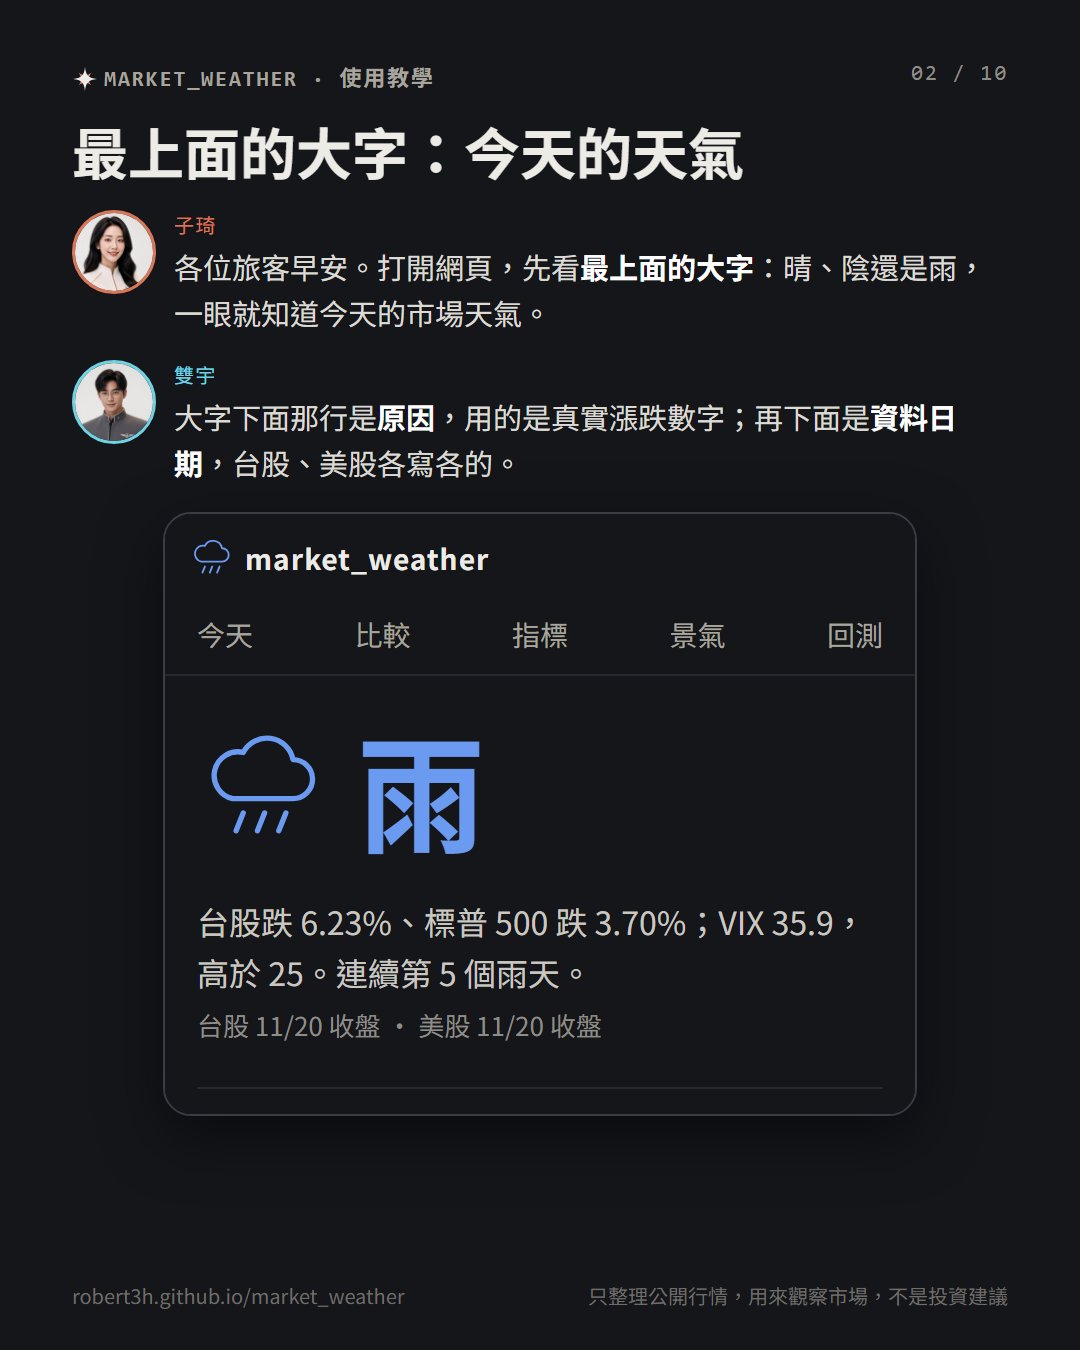 MARKET_WEATHER · 使用教學
02 / 10
最上面的大字：今天的天氣
子琦
各位旅客早安。打開網頁，先看最上面的大字：晴、陰還是雨，
一眼就知道今天的市場天氣。
雙宇
大字下面那行是原因，用的是真實漲跌數字；再下面是資料日
期，台股、美股各寫各的。
market_weather
今天 比較 指標 景氣 回測
雨
台股跌 6.23%、標普 500 跌 3.70%；VIX 35.9，
高於 25。連續第 5 個雨天。
台股 11/20 收盤 · 美股 11/20 收盤
robert3h.github.io/market_weather
只整理公開行情，用來觀察市場，不是投資建議